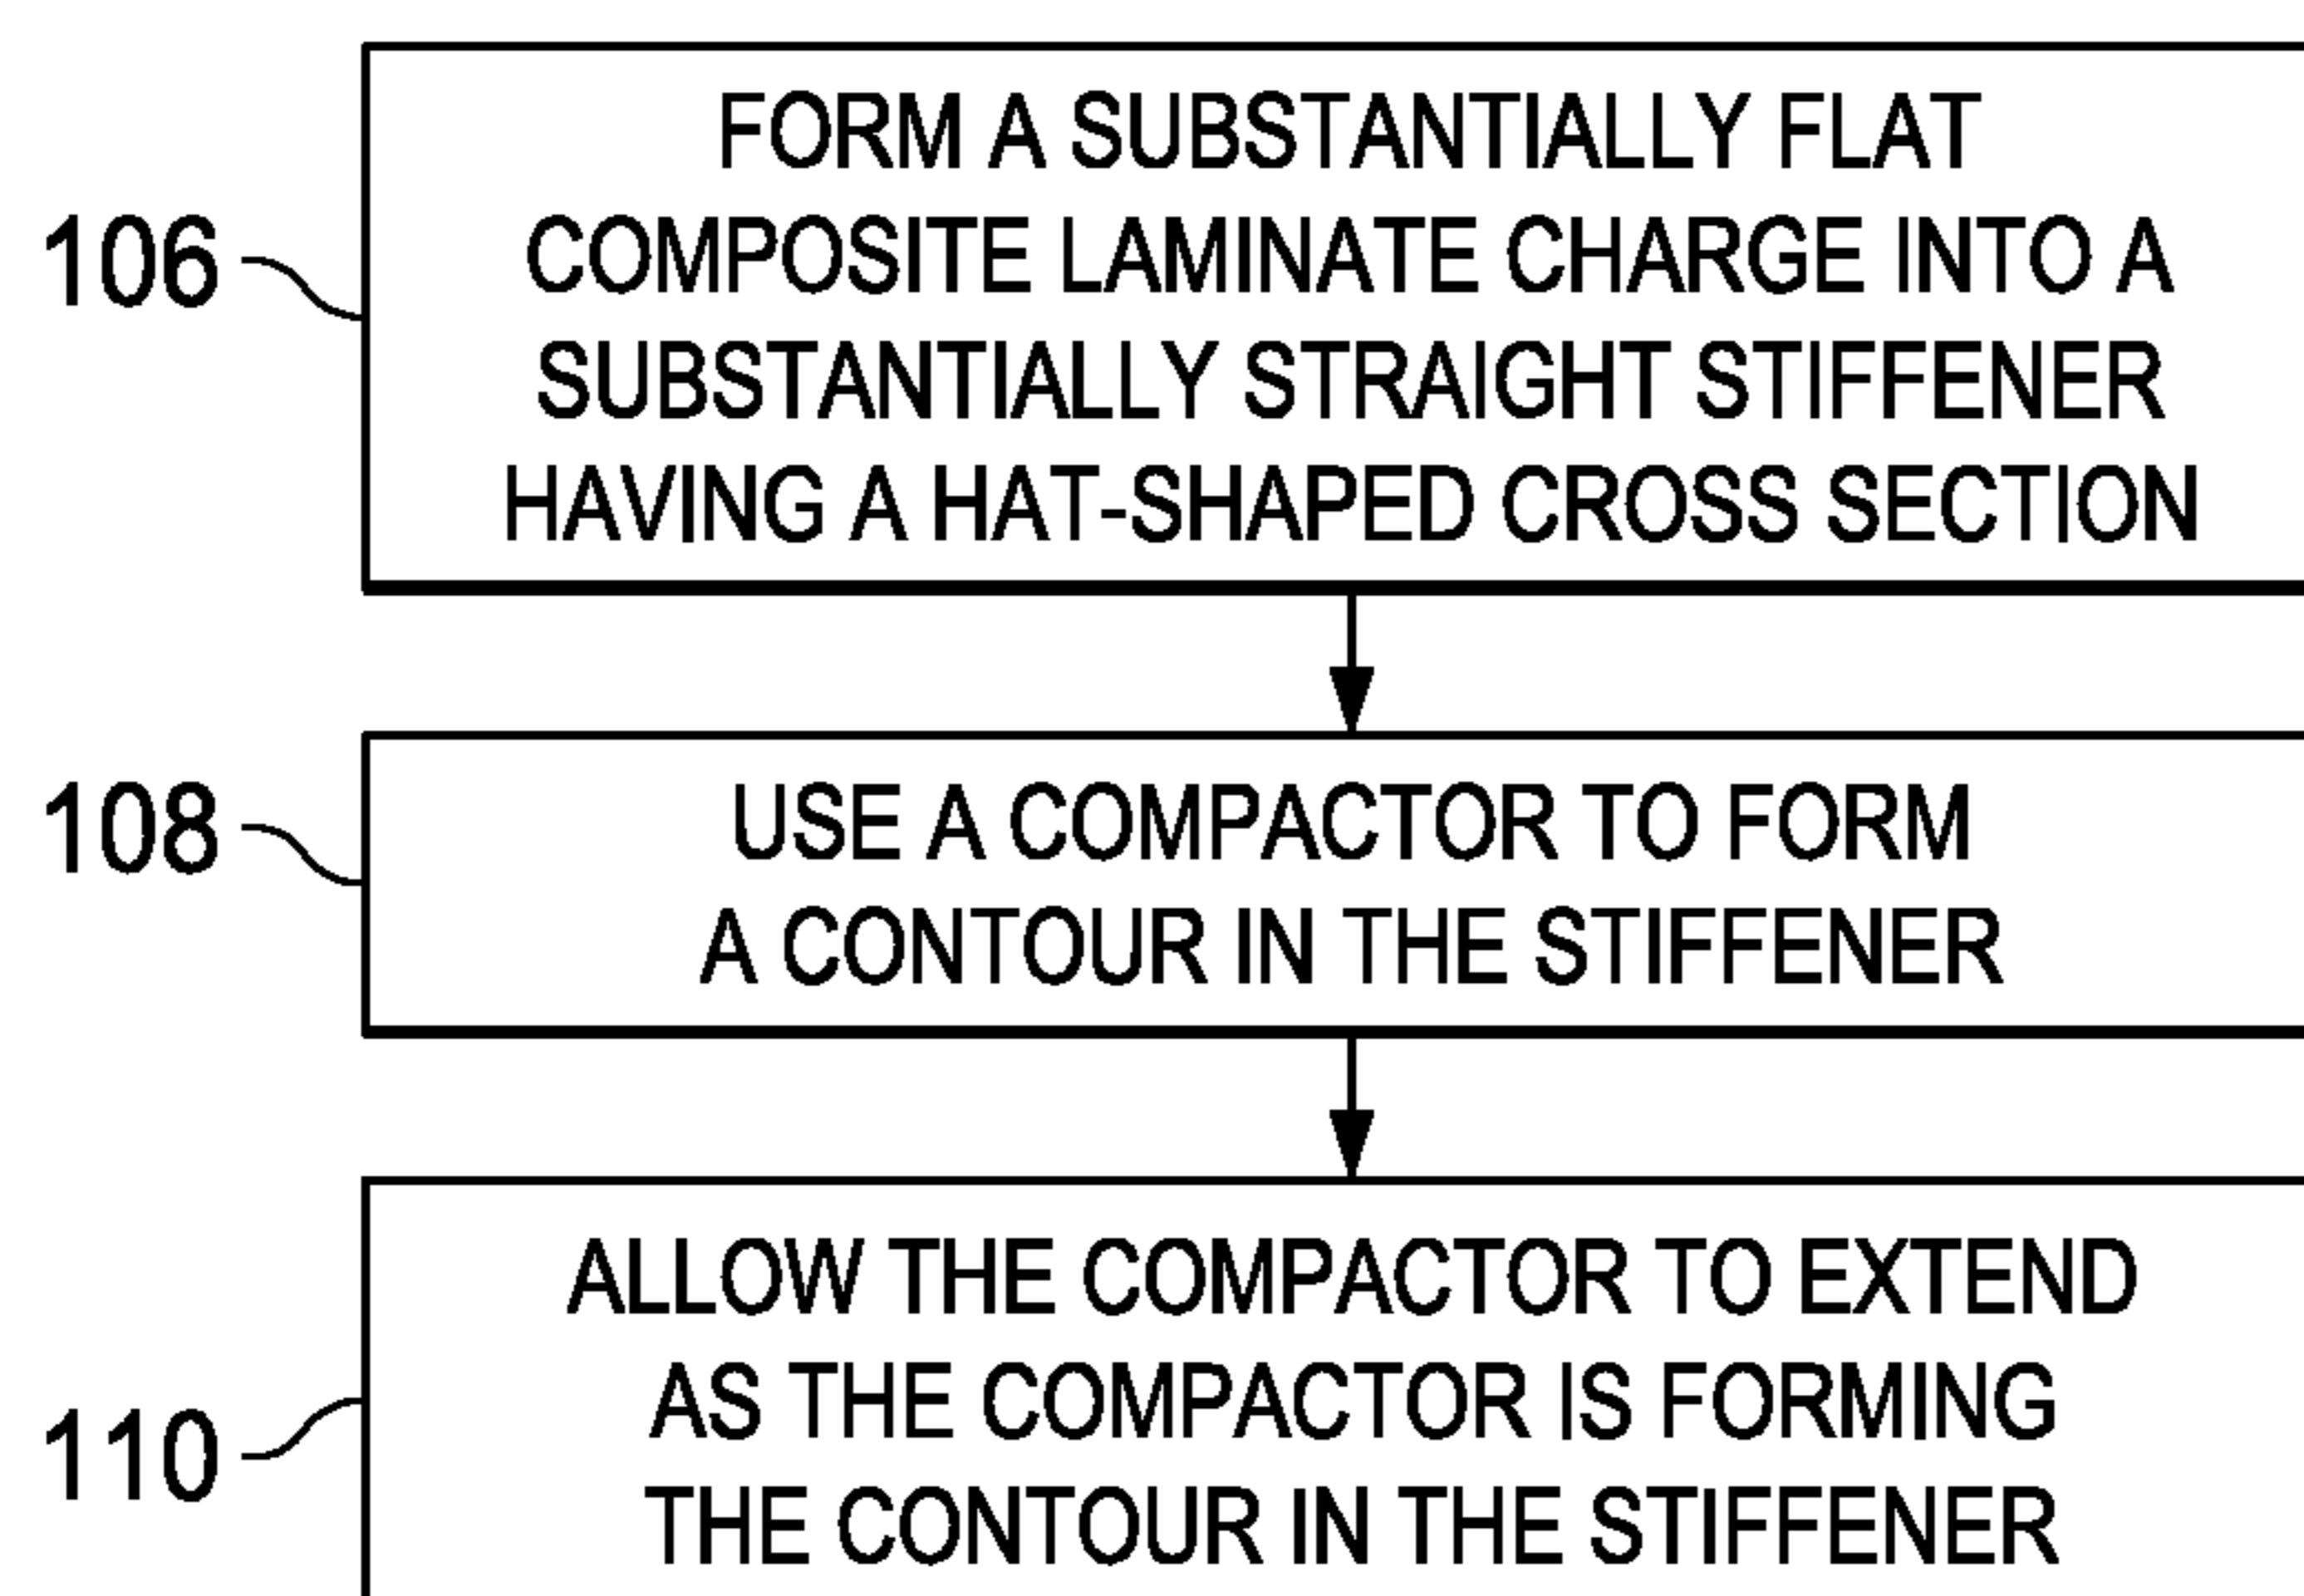 106
FORM A SUBSTANTIALLY FLAT
COMPOSITE LAMINATE CHARGE INTO A
SUBSTANTIALLY STRAIGHT STIFFENER
HAVING A HAT-SHAPED CROSS SECTION
108
USE A COMPACTOR TO FORM
A CONTOUR IN THE STIFFENER
110
ALLOW THE COMPACTOR TO EXTEND
AS THE COMPACTOR IS FORMING
THE CONTOUR IN THE STIFFENER